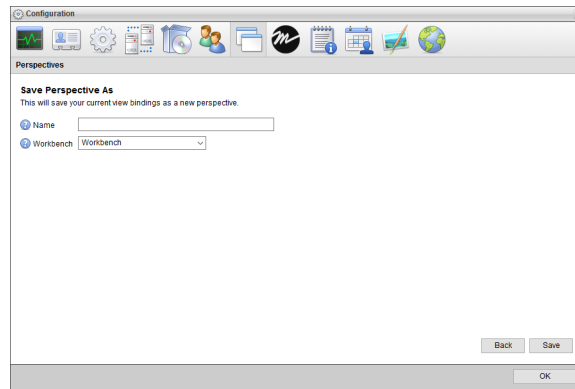 Configuration
Perspectives
Save Perspective As
This will save your current view bindings as a new perspective.
Name
Workbench Workbench
Back Save
OK